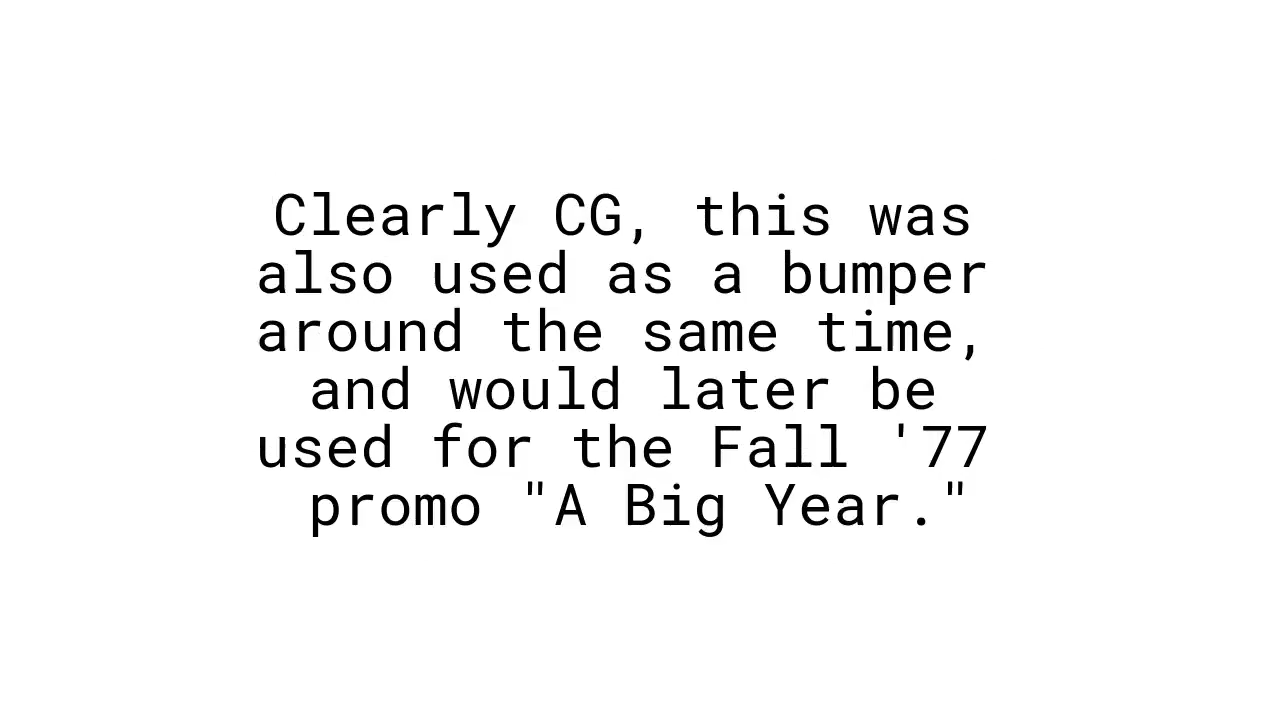 Clearly CG, this was
also used as a bumper
around the same time,
and would later be
used for the Fall '77
promo "A Big Year."